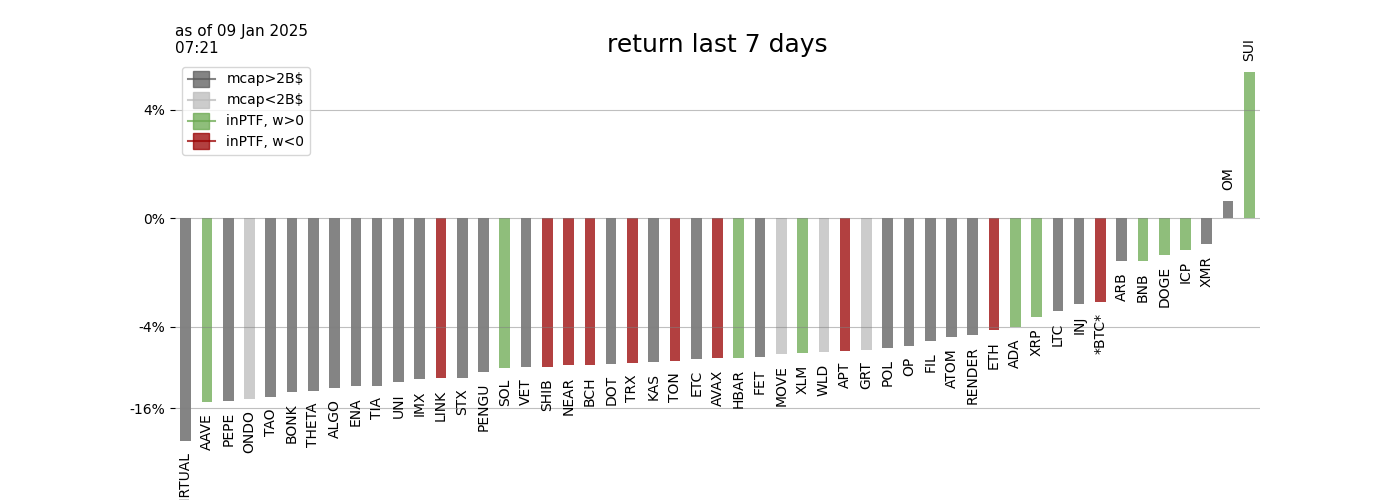 as of 09 Jan 2025
07:21
return last 7 days
mcap>2B$
mcap<2B$
inPTF, w>0
inPTF, w<0
4%
0%
-4%
-16%
RTUAL
AAVE
PEPE
ONDO
TAO
BONK
THETA
ALGO
ENA
TIA
UNI
IMX
LINK
STX
PENGU
SOL
VET
SHIB
NEAR
BCH
DOT
TRX
KAS
TON
ETC
AVAX
HBAR
FET
MOVE
XLM
WLD
APT
GRT
POL
OP
FIL
ATOM
RENDER
ETH
ADA
XRP
LTC
INJ
*BTC*
ARB
BNB
DOGE
ICP
XMR
OM
SUI